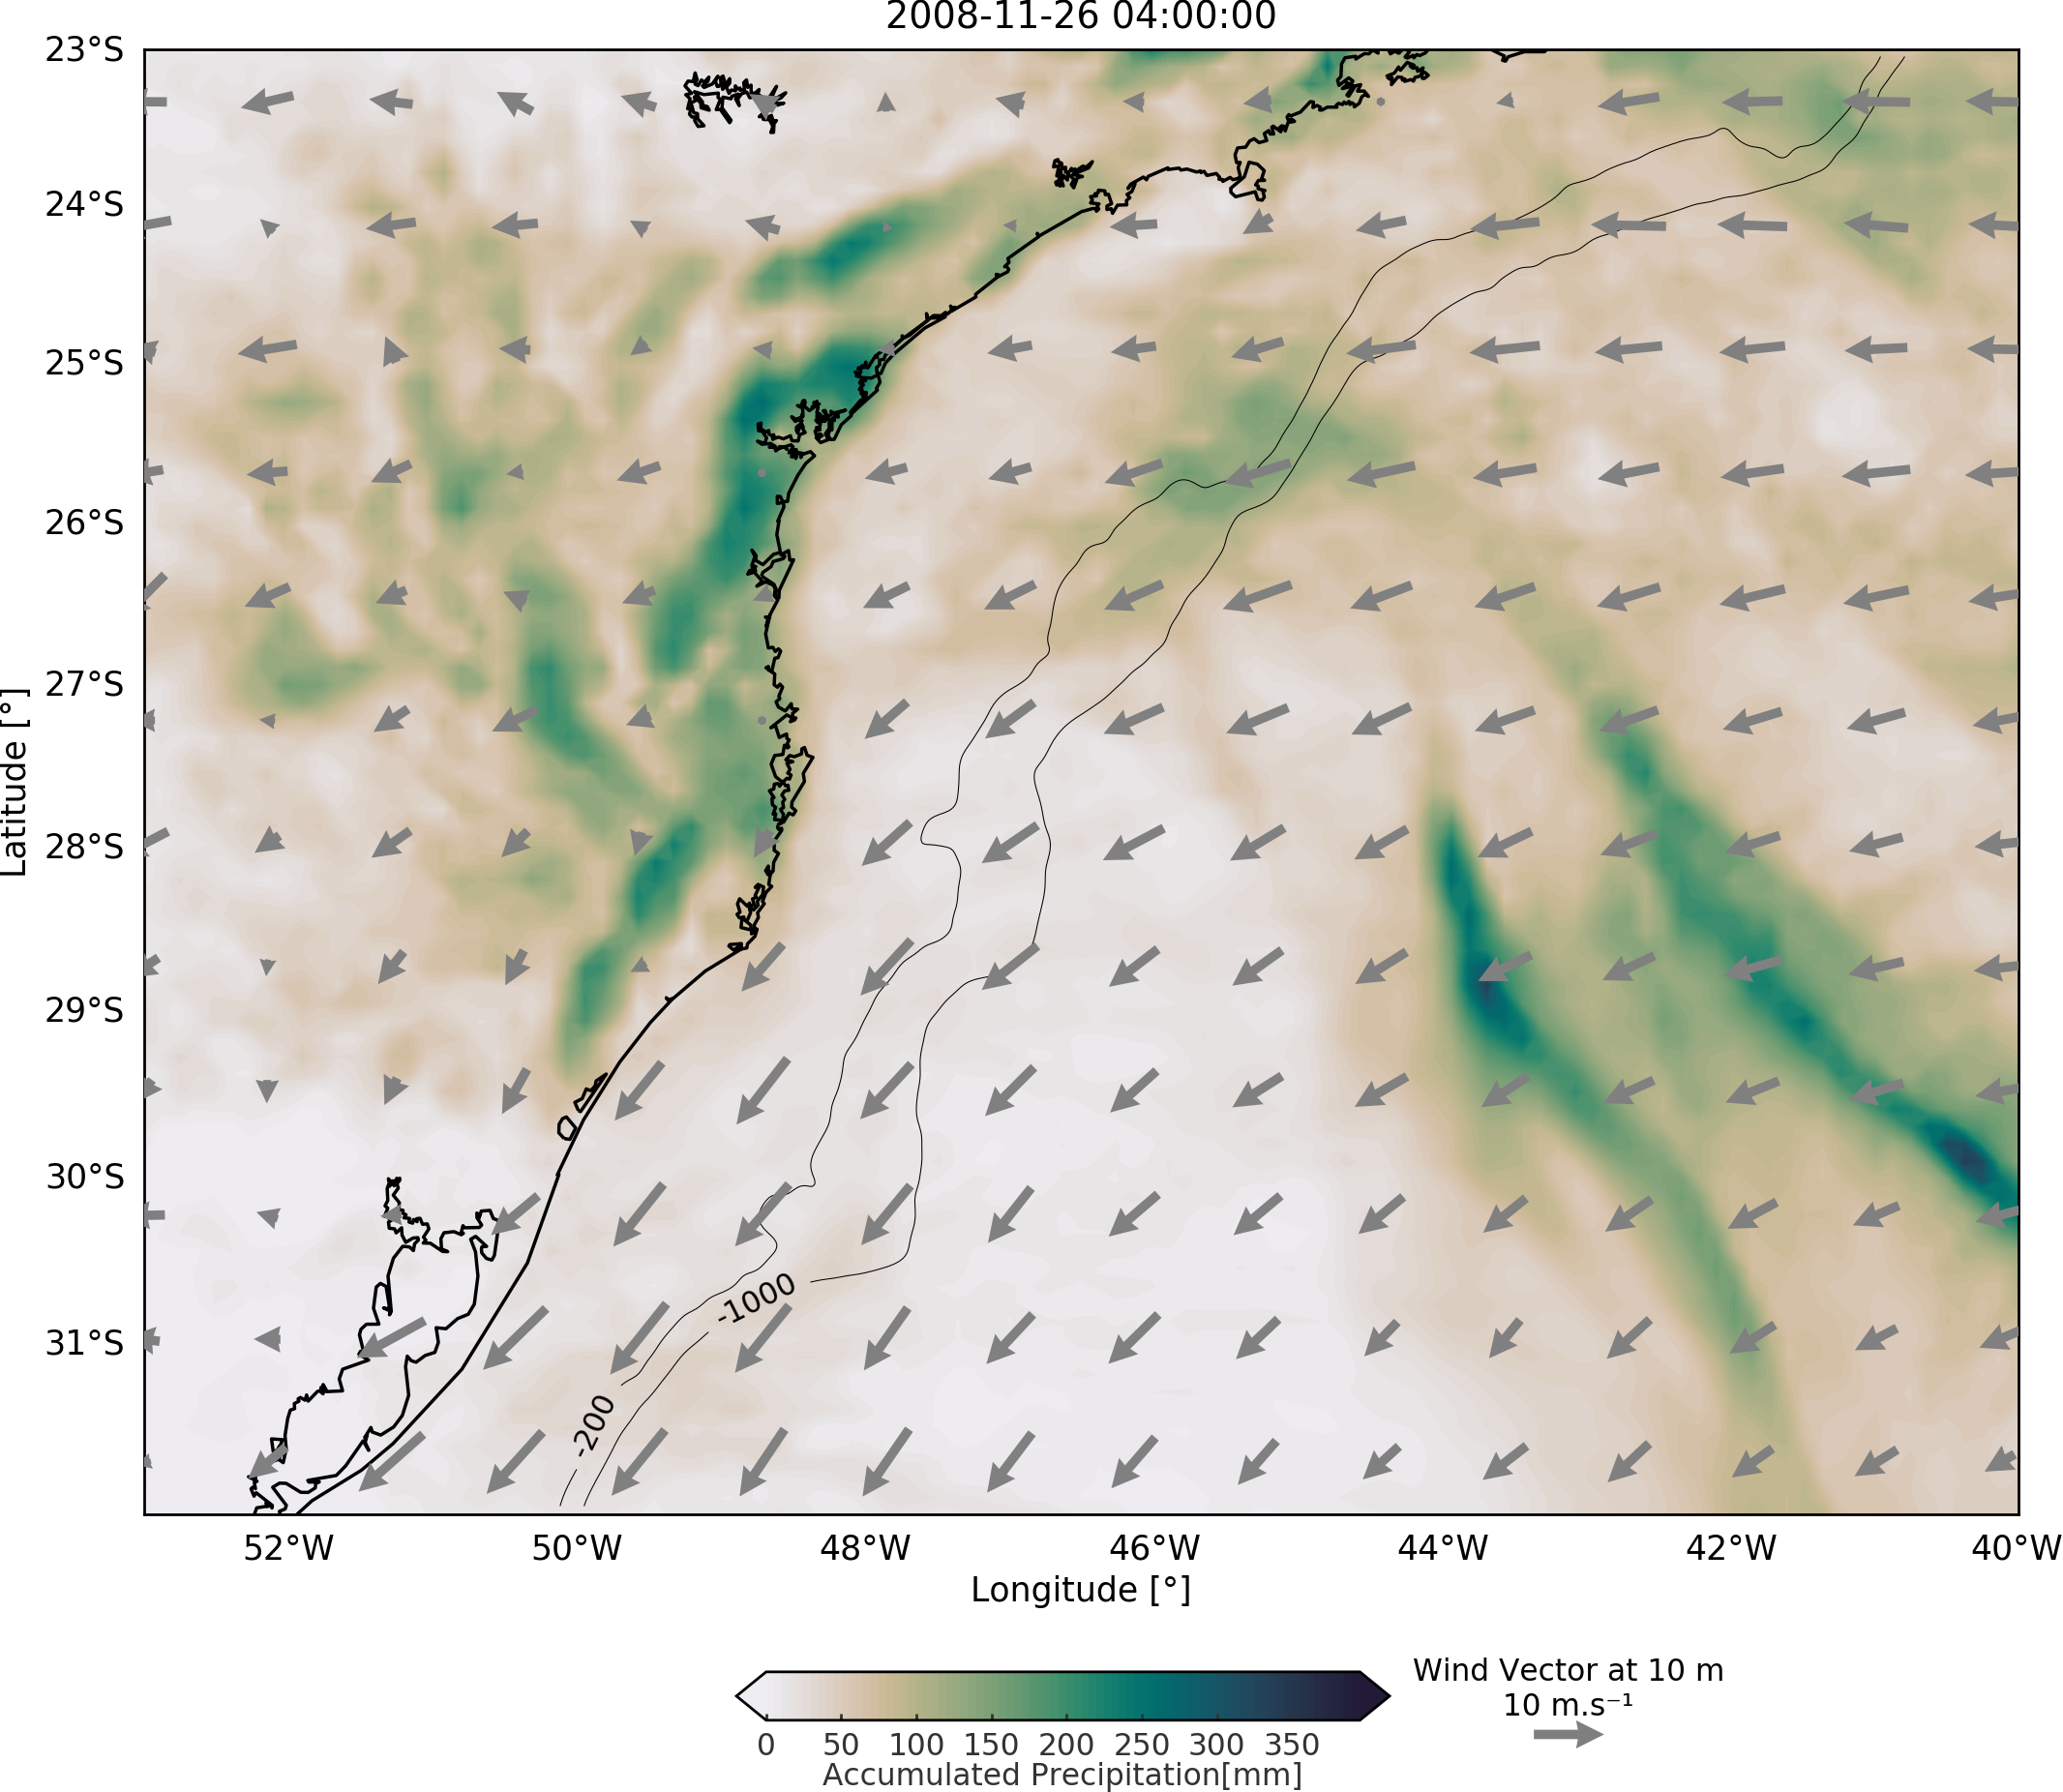 2008-11-26 04:00:00
23°S
24°S
25°S
26°S
27°S
28°S
29°S
30°S
31°S
Latitude [°]
-1000
-200
52°W 50°W 48°W 46°W 44°W 42°W 40°W
Longitude [°]
Wind Vector at 10 m
10 m.s⁻¹
0 50 100 150 200 250 300 350
Accumulated Precipitation[mm]